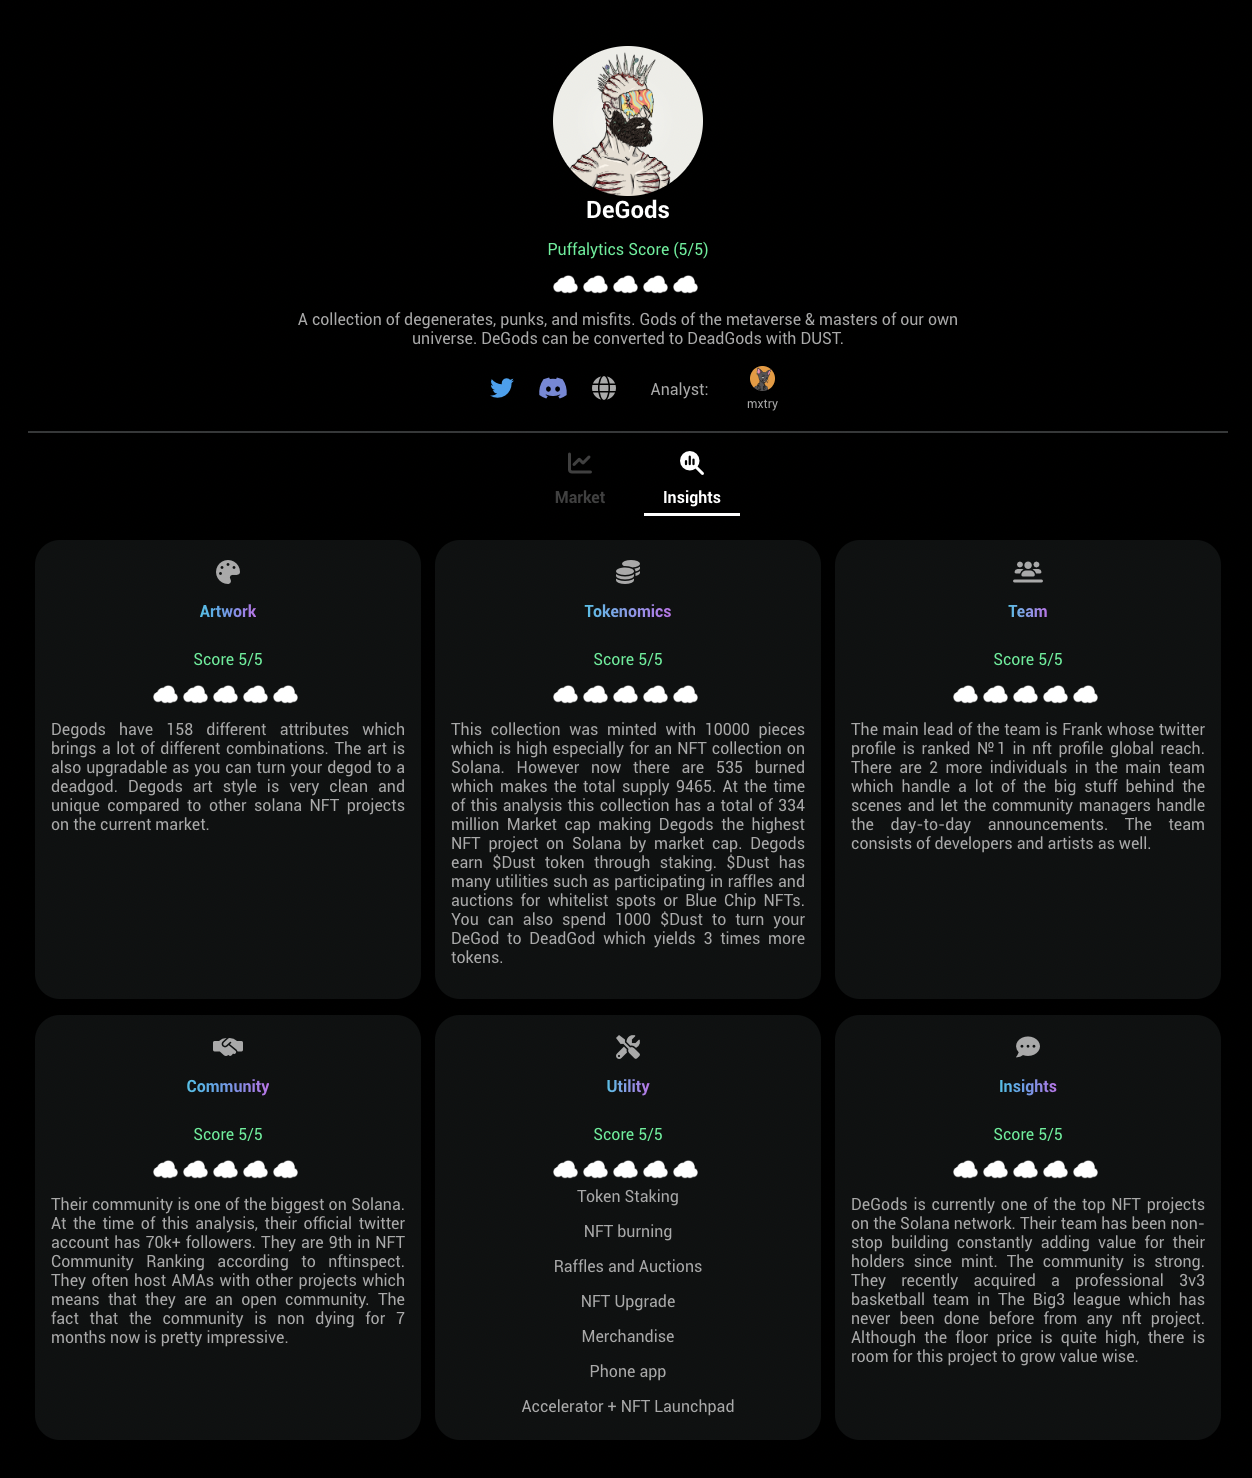 DeGods
Puffalytics Score (5/5)
A collection of degenerates, punks, and misfits. Gods of the metaverse & masters of our own
universe. DeGods can be converted to DeadGods with DUST.
Analyst:
mxtry
Market
Insights
Artwork
Score 5/5
Degods have 158 different attributes which
brings a lot of different combinations. The art is
also upgradable as you can turn your degod to a
deadgod. Degods art style is very clean and
unique compared to other solana NFT projects
on the current market.
Tokenomics
Score 5/5
This collection was minted with 10000 pieces
which is high especially for an NFT collection on
Solana. However now there are 535 burned
which makes the total supply 9465. At the time
of this analysis this collection has a total of 334
million Market cap making Degods the highest
NFT project on Solana by market cap. Degods
earn $Dust token through staking. $Dust has
many utilities such as participating in raffles and
auctions for whitelist spots or Blue Chip NFTs.
You can also spend 1000 $Dust to turn your
DeGod to DeadGod which yields 3 times more
tokens.
Team
Score 5/5
The main lead of the team is Frank whose twitter
profile is ranked №1 in nft profile global reach.
There are 2 more individuals in the main team
which handle a lot of the big stuff behind the
scenes and let the community managers handle
the day-to-day announcements. The team
consists of developers and artists as well.
Community
Score 5/5
Their community is one of the biggest on Solana.
At the time of this analysis, their official twitter
account has 70k+ followers. They are 9th in NFT
Community Ranking according to nftinspect.
They often host AMAs with other projects which
means that they are an open community. The
fact that the community is non dying for 7
months now is pretty impressive.
Utility
Score 5/5
Token Staking
NFT burning
Raffles and Auctions
NFT Upgrade
Merchandise
Phone app
Accelerator + NFT Launchpad
Insights
Score 5/5
DeGods is currently one of the top NFT projects
on the Solana network. Their team has been non-
stop building constantly adding value for their
holders since mint. The community is strong.
They recently acquired a professional 3v3
basketball team in The Big3 league which has
never been done before from any nft project.
Although the floor price is quite high, there is
room for this project to grow value wise.